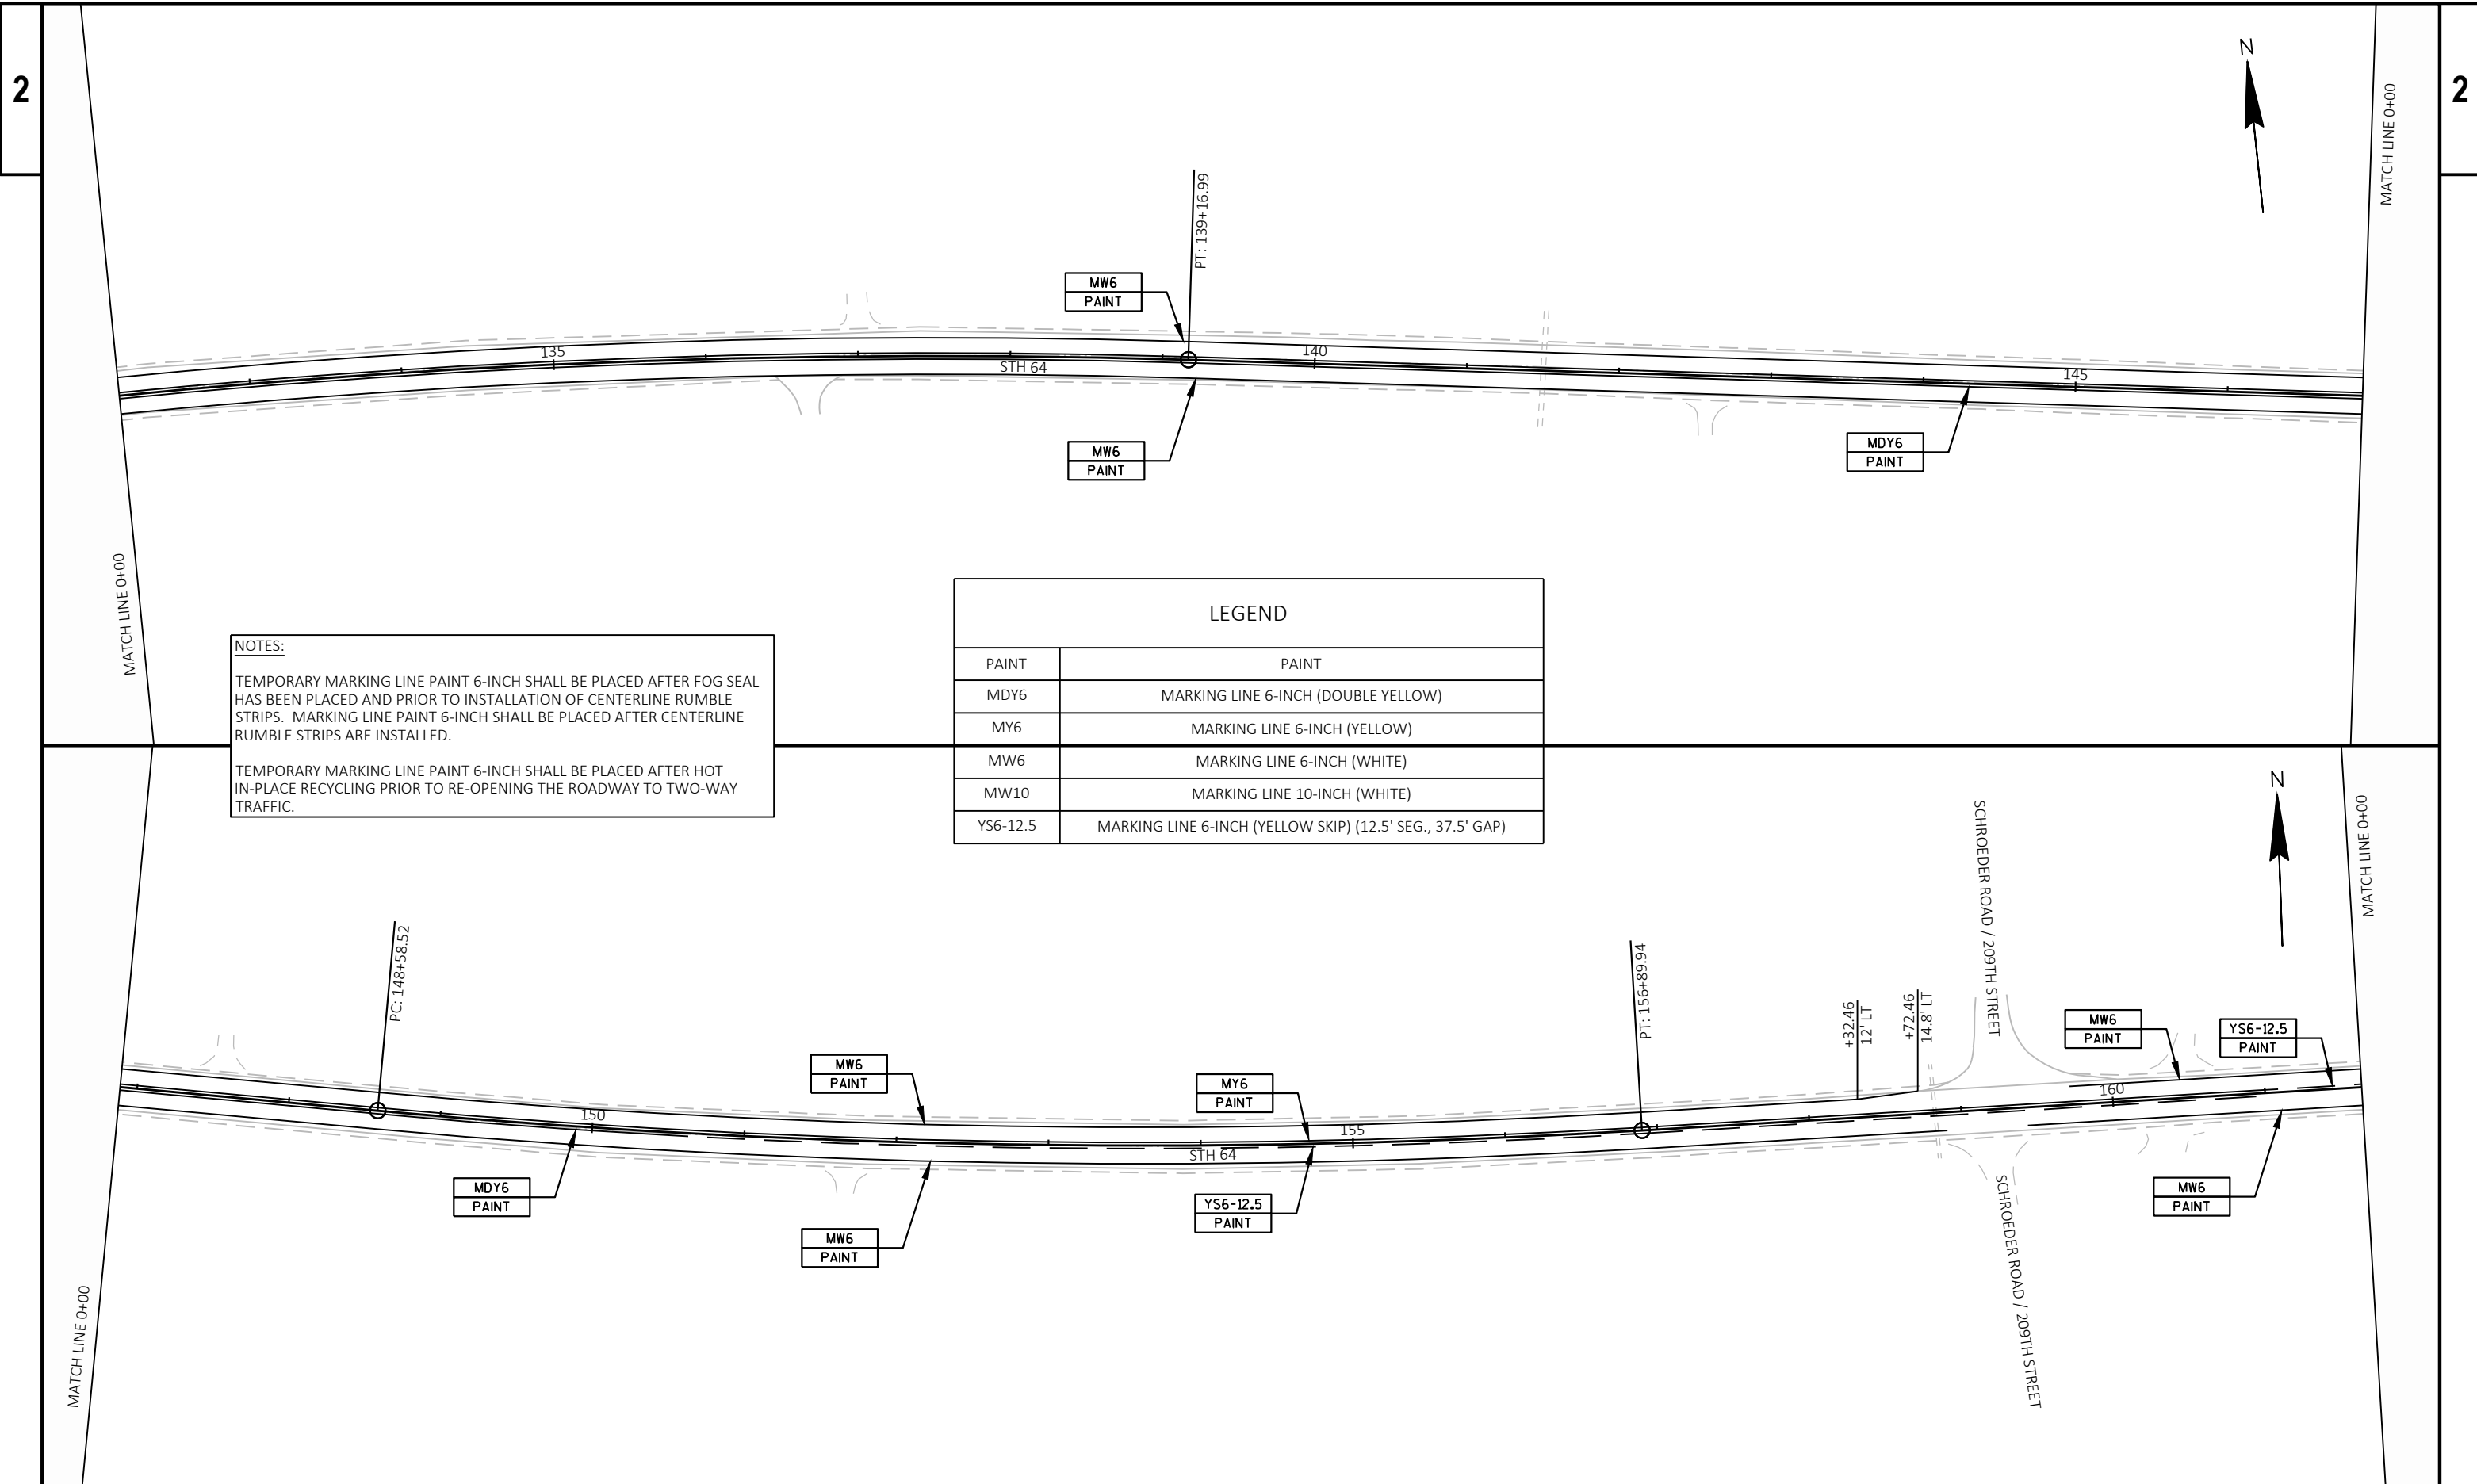 2
2
N
MATCH LINE 0+00
PT: 139+16.99
MW6
PAINT
135
140
145
STH 64
MW6
PAINT
MDY6
PAINT
MATCH LINE 0+00
NOTES:
TEMPORARY MARKING LINE PAINT 6-INCH SHALL BE PLACED AFTER FOG SEAL
HAS BEEN PLACED AND PRIOR TO INSTALLATION OF CENTERLINE RUMBLE
STRIPS. MARKING LINE PAINT 6-INCH SHALL BE PLACED AFTER CENTERLINE
RUMBLE STRIPS ARE INSTALLED.
TEMPORARY MARKING LINE PAINT 6-INCH SHALL BE PLACED AFTER HOT
IN-PLACE RECYCLING PRIOR TO RE-OPENING THE ROADWAY TO TWO-WAY
TRAFFIC.
LEGEND
PAINT PAINT
MDY6 MARKING LINE 6-INCH (DOUBLE YELLOW)
MY6 MARKING LINE 6-INCH (YELLOW)
MW6 MARKING LINE 6-INCH (WHITE)
MW10 MARKING LINE 10-INCH (WHITE)
YS6-12.5 MARKING LINE 6-INCH (YELLOW SKIP) (12.5' SEG., 37.5' GAP)
N
MATCH LINE 0+00
SCHROEDER ROAD / 209TH STREET
PC: 148+58.52
PT: 156+89.94
+32.46
12' LT
+72.46
14.8' LT
MW6
PAINT
YS6-12.5
PAINT
MW6
PAINT
MY6
PAINT
150
155
160
STH 64
MDY6
PAINT
MW6
PAINT
YS6-12.5
PAINT
MW6
PAINT
SCHROEDER ROAD / 209TH STREET
MATCH LINE 0+00